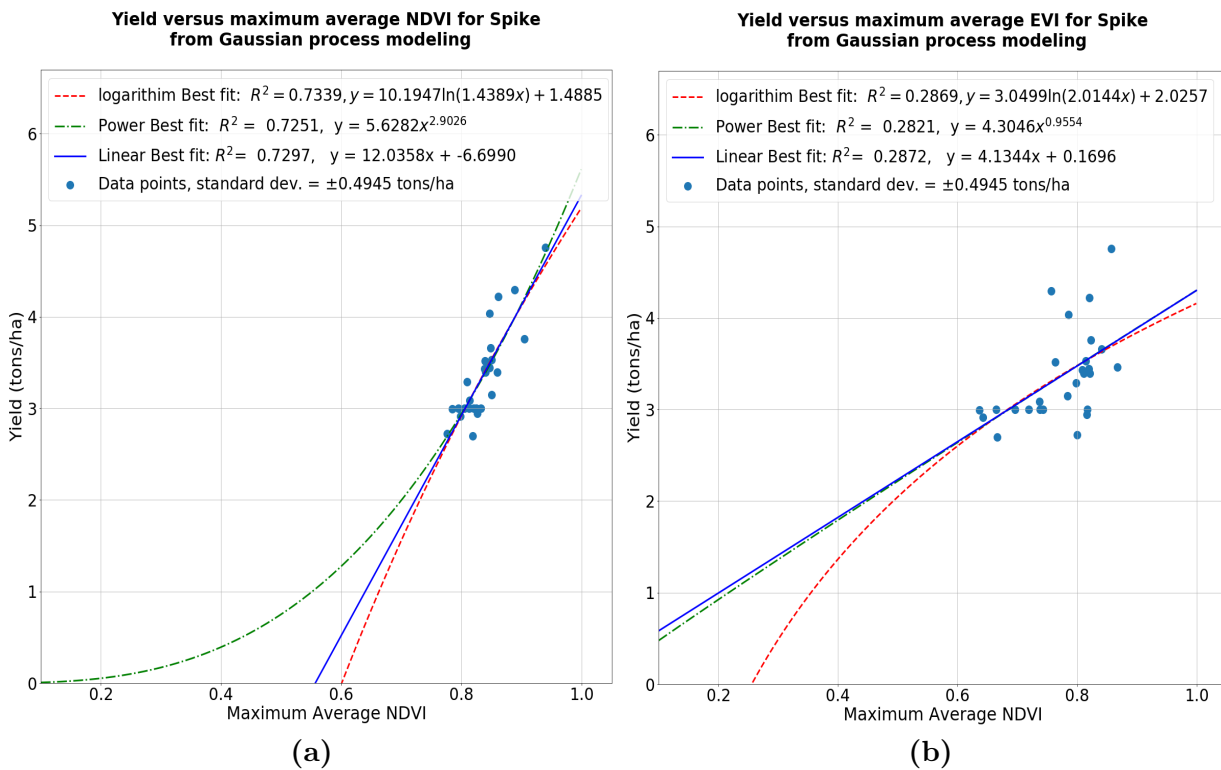 Yield versus maximum average NDVI for Spike
from Gaussian process modeling
logarithim Best fit: R² = 0.7339, y = 10.1947ln(1.4389x) + 1.4885
Power Best fit: R² = 0.7251, y = 5.6282x^2.9026
Linear Best fit: R²= 0.7297, y = 12.0358x + -6.6990
Data points, standard dev. = ±0.4945 tons/ha
Yield (tons/ha)
6
5
4
3
2
1
0
0.2 0.4 0.6 0.8 1.0
Maximum Average NDVI
(a)
Yield versus maximum average EVI for Spike
from Gaussian process modeling
logarithim Best fit: R² = 0.2869, y = 3.0499ln(2.0144x) + 2.0257
Power Best fit: R² = 0.2821, y = 4.3046x^0.9554
Linear Best fit: R²= 0.2872, y = 4.1344x + 0.1696
Data points, standard dev. = ±0.4945 tons/ha
Yield (tons/ha)
6
5
4
3
2
1
0
0.2 0.4 0.6 0.8 1.0
Maximum Average NDVI
(b)